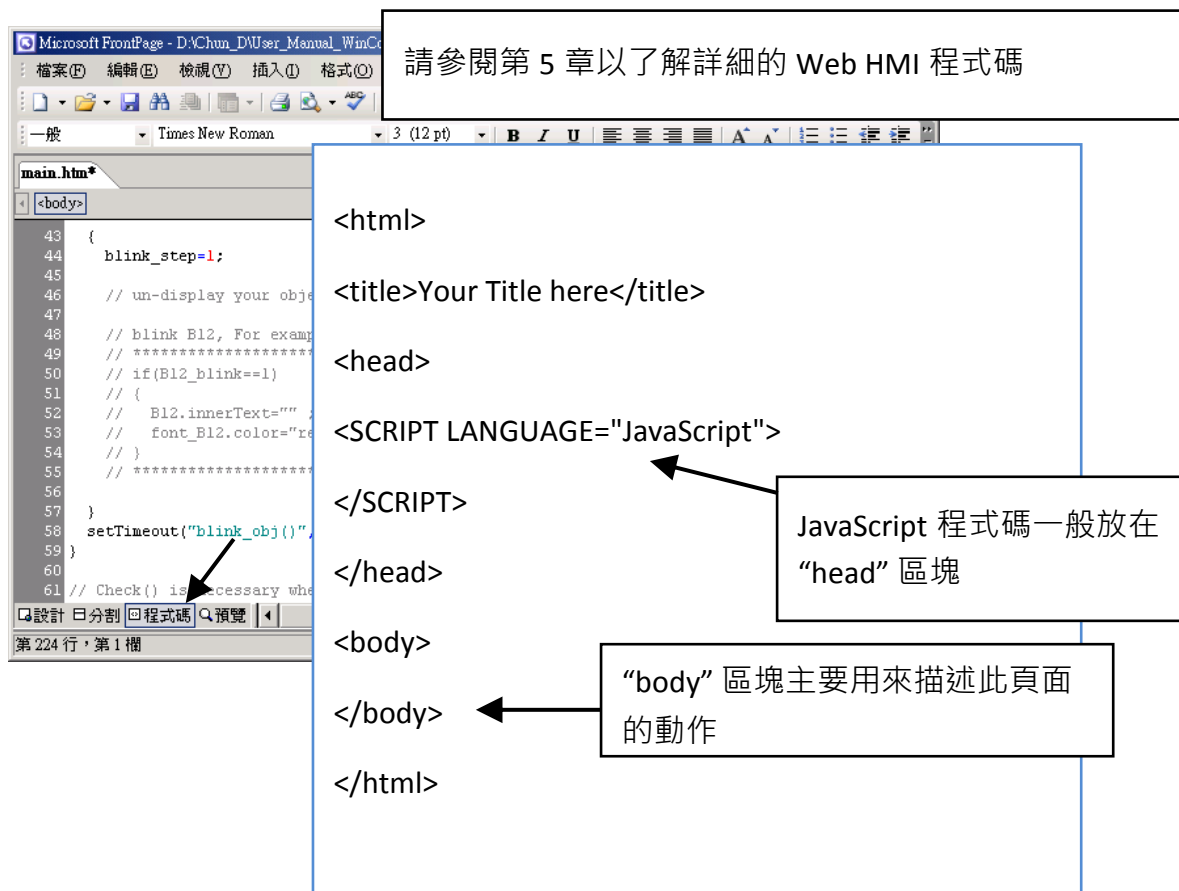 Microsoft FrontPage - D:\Chun_D\User_Manual_WinCo
請參閱第 5 章以了解詳細的 Web HMI 程式碼
檔案(F) 編輯(E) 檢視(V) 插入(I) 格式(O)
一般 Times New Roman 3 (12 pt) B I U A A
main.htm*
<body>
43 {
44 blink_step=1;
45
46 // un-display your obje
47
48 // blink B12, For examp
49 // *********************
50 // if(B12_blink==1)
51 // {
52 // B12.innerText="" ;
53 // font_B12.color="re
54 // }
55 // *********************
56
57 }
58 setTimeout("blink_obj()",
59 }
60
61 // Check() is necessary whe
設計 分割 程式碼 預覽
第 224 行，第 1 欄
<html>
<title>Your Title here</title>
<head>
<SCRIPT LANGUAGE="JavaScript">
</SCRIPT>
JavaScript 程式碼一般放在
“head” 區塊
</head>
<body>
“body” 區塊主要用來描述此頁面
的動作
</body>
</html>